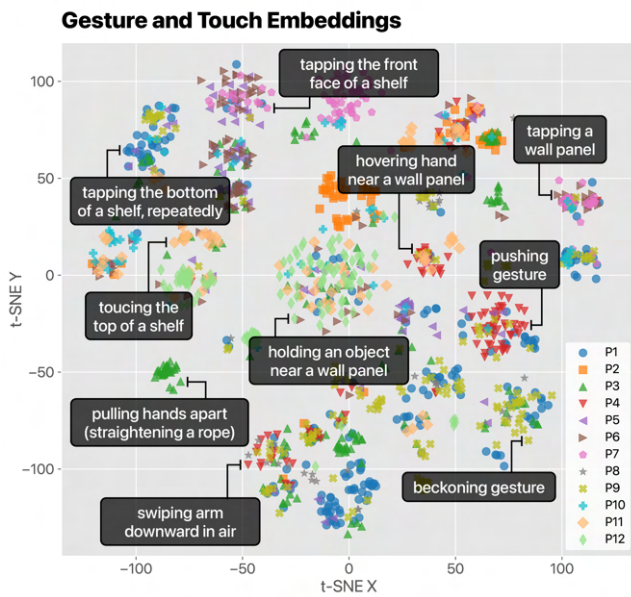 Gesture and Touch Embeddings
tapping the front
face of a shelf
tapping a
wall panel
hovering hand
near a wall panel
tapping the bottom
of a shelf, repeatedly
pushing
gesture
toucing the
top of a shelf
holding an object
near a wall panel
pulling hands apart
(straightening a rope)
beckoning gesture
swiping arm
downward in air
t-SNE Y
100
50
0
−50
−100
−100
−50
0
50
100
t-SNE X
P1
P2
P3
P4
P5
P6
P7
P8
P9
P10
P11
P12